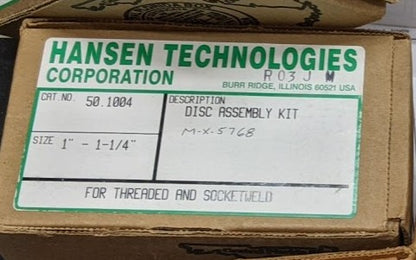 HANSEN TECHNOLOGIES
CORPORATION
R03J M
BURR RIDGE, ILLINOIS 60521 USA
CAT.NO. 50.1004
DESCRIPTION
DISC ASSEMBLY KIT
M-X-5768
SIZE 1" - 1-1/4"
FOR THREADED AND SOCKETWELD